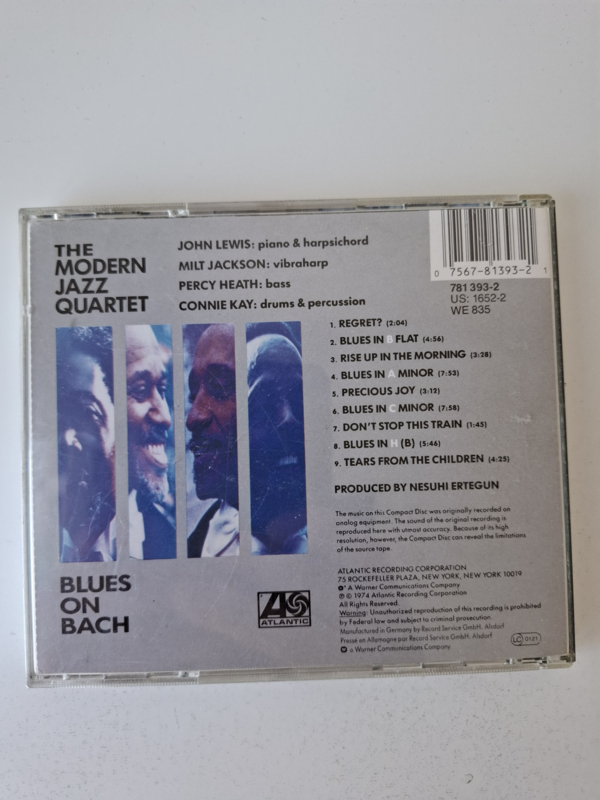 THE
MODERN
JAZZ
QUARTET
JOHN LEWIS: piano & harpsichord
MILT JACKSON: vibraharp
PERCY HEATH: bass
CONNIE KAY: drums & percussion
0 7567-81393-2 1
781 393-2
US: 1652-2
WE 835
1. REGRET? (2:04)
2. BLUES IN B FLAT (4:56)
3. RISE UP IN THE MORNING (3:28)
4. BLUES IN A MINOR (7:53)
5. PRECIOUS JOY (3:12)
6. BLUES IN C MINOR (7:58)
7. DON'T STOP THIS TRAIN (1:45)
8. BLUES IN H (B) (5:46)
9. TEARS FROM THE CHILDREN (4:25)
PRODUCED BY NESUHI ERTEGUN
The music on this Compact Disc was originally recorded on
analog equipment. The sound of the original recording is
reproduced here with utmost accuracy. Because of its high
resolution, however, the Compact Disc can reveal the limitations
of the source tape.
BLUES
ON
BACH
ATLANTIC
ATLANTIC RECORDING CORPORATION
75 ROCKEFELLER PLAZA, NEW YORK, NEW YORK 10019
A Warner Communications Company
℗ © 1974 Atlantic Recording Corporation
All Rights Reserved.
Warning: Unauthorized reproduction of this recording is prohibited
by Federal law and subject to criminal prosecution.
Manufactured in Germany by Record Service GmbH. Alsdorf
Pressé en Allemagne par Record Service GmbH. Alsdorf
a Warner Communications Company
LC 0121